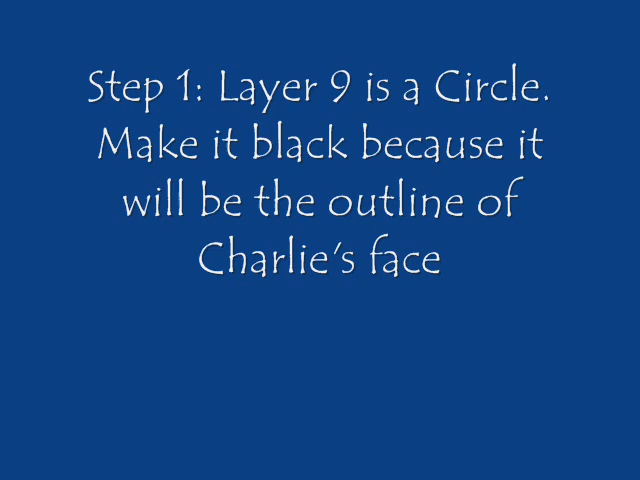 Step 1: Layer 9 is a Circle.
Make it black because it
will be the outline of
Charlie's face